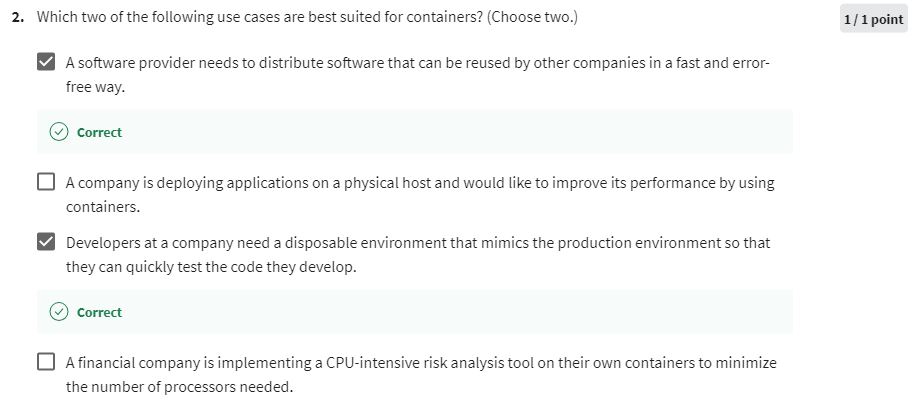 2. Which two of the following use cases are best suited for containers? (Choose two.)
1 / 1 point
A software provider needs to distribute software that can be reused by other companies in a fast and error-
free way.
Correct
A company is deploying applications on a physical host and would like to improve its performance by using
containers.
Developers at a company need a disposable environment that mimics the production environment so that
they can quickly test the code they develop.
Correct
A financial company is implementing a CPU-intensive risk analysis tool on their own containers to minimize
the number of processors needed.